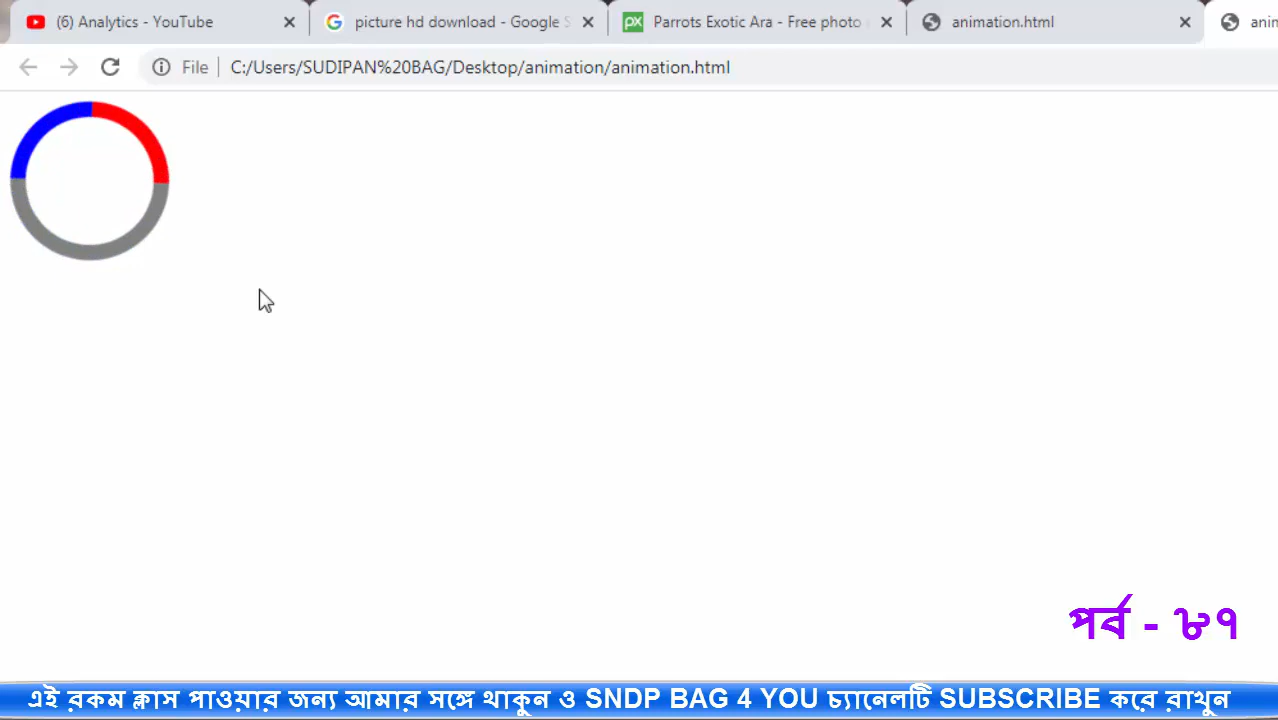 (6) Analytics - YouTube
picture hd download - Google S
Parrots Exotic Ara - Free photo
animation.html
anim
File
C:/Users/SUDIPAN%20BAG/Desktop/animation/animation.html
পর্ব - ৮৭
এই রকম ক্লাস পাওয়ার জন্য আমার সঙ্গে থাকুন ও SNDP BAG 4 YOU চ্যানেলটি SUBSCRIBE করে রাখুন